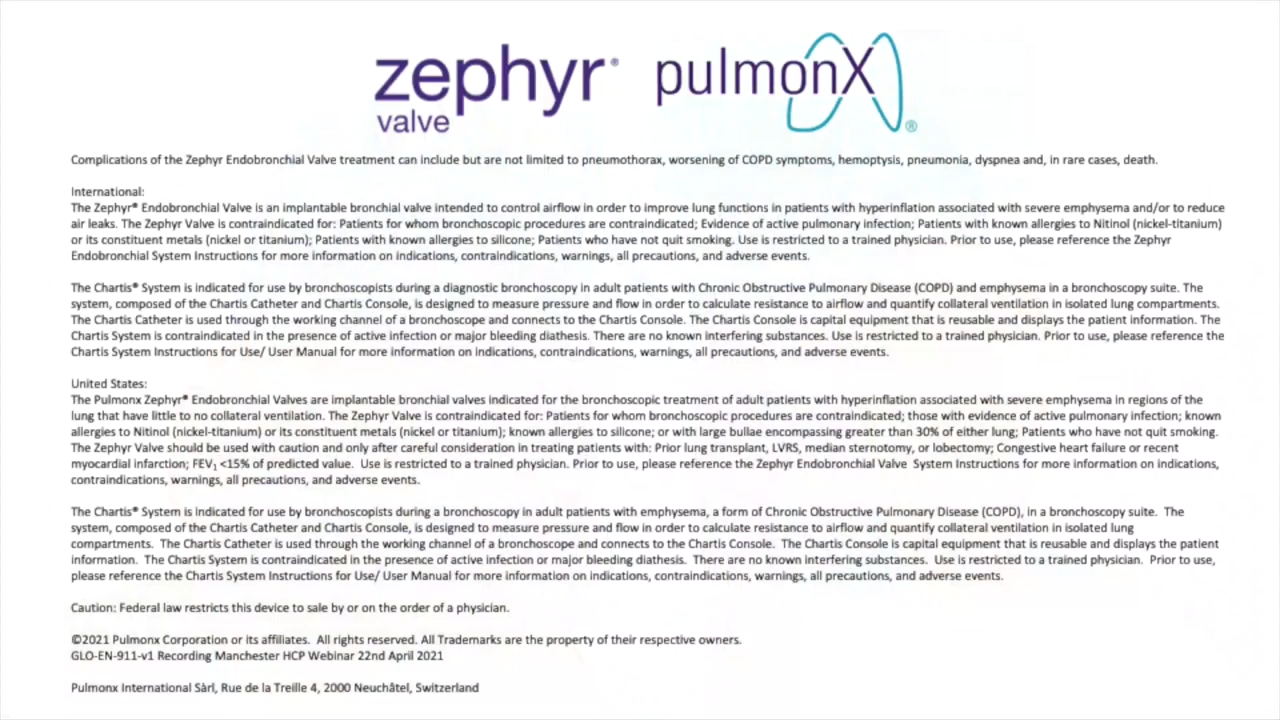 zephyr®
valve
pulmonX®
Complications of the Zephyr Endobronchial Valve treatment can include but are not limited to pneumothorax, worsening of COPD symptoms, hemoptysis, pneumonia, dyspnea and, in rare cases, death.
International:
The Zephyr® Endobronchial Valve is an implantable bronchial valve intended to control airflow in order to improve lung functions in patients with hyperinflation associated with severe emphysema and/or to reduce
air leaks. The Zephyr Valve is contraindicated for: Patients for whom bronchoscopic procedures are contraindicated; Evidence of active pulmonary infection; Patients with known allergies to Nitinol (nickel-titanium)
or its constituent metals (nickel or titanium); Patients with known allergies to silicone; Patients who have not quit smoking. Use is restricted to a trained physician. Prior to use, please reference the Zephyr
Endobronchial System Instructions for more information on indications, contraindications, warnings, all precautions, and adverse events.
The Chartis® System is indicated for use by bronchoscopists during a diagnostic bronchoscopy in adult patients with Chronic Obstructive Pulmonary Disease (COPD) and emphysema in a bronchoscopy suite. The
system, composed of the Chartis Catheter and Chartis Console, is designed to measure pressure and flow in order to calculate resistance to airflow and quantify collateral ventilation in isolated lung compartments.
The Chartis Catheter is used through the working channel of a bronchoscope and connects to the Chartis Console. The Chartis Console is capital equipment that is reusable and displays the patient information. The
Chartis System is contraindicated in the presence of active infection or major bleeding diathesis. There are no known interfering substances. Use is restricted to a trained physician. Prior to use, please reference the
Chartis System Instructions for Use/ User Manual for more information on indications, contraindications, warnings, all precautions, and adverse events.
United States:
The Pulmonx Zephyr® Endobronchial Valves are implantable bronchial valves indicated for the bronchoscopic treatment of adult patients with hyperinflation associated with severe emphysema in regions of the
lung that have little to no collateral ventilation. The Zephyr Valve is contraindicated for: Patients for whom bronchoscopic procedures are contraindicated; those with evidence of active pulmonary infection; known
allergies to Nitinol (nickel-titanium) or its constituent metals (nickel or titanium); known allergies to silicone; or with large bullae encompassing greater than 30% of either lung; Patients who have not quit smoking.
The Zephyr Valve should be used with caution and only after careful consideration in treating patients with: Prior lung transplant, LVRS, median sternotomy, or lobectomy; Congestive heart failure or recent
myocardial infarction; FEV₁ <15% of predicted value. Use is restricted to a trained physician. Prior to use, please reference the Zephyr Endobronchial Valve System Instructions for more information on indications,
contraindications, warnings, all precautions, and adverse events.
The Chartis® System is indicated for use by bronchoscopists during a bronchoscopy in adult patients with emphysema, a form of Chronic Obstructive Pulmonary Disease (COPD), in a bronchoscopy suite. The
system, composed of the Chartis Catheter and Chartis Console, is designed to measure pressure and flow in order to calculate resistance to airflow and quantify collateral ventilation in isolated lung
compartments. The Chartis Catheter is used through the working channel of a bronchoscope and connects to the Chartis Console. The Chartis Console is capital equipment that is reusable and displays the patient
information. The Chartis System is contraindicated in the presence of active infection or major bleeding diathesis. There are no known interfering substances. Use is restricted to a trained physician. Prior to use,
please reference the Chartis System Instructions for Use/ User Manual for more information on indications, contraindications, warnings, all precautions, and adverse events.
Caution: Federal law restricts this device to sale by or on the order of a physician.
©2021 Pulmonx Corporation or its affiliates. All rights reserved. All Trademarks are the property of their respective owners.
GLO-EN-911-v1 Recording Manchester HCP Webinar 22nd April 2021
Pulmonx International Sàrl, Rue de la Treille 4, 2000 Neuchâtel, Switzerland